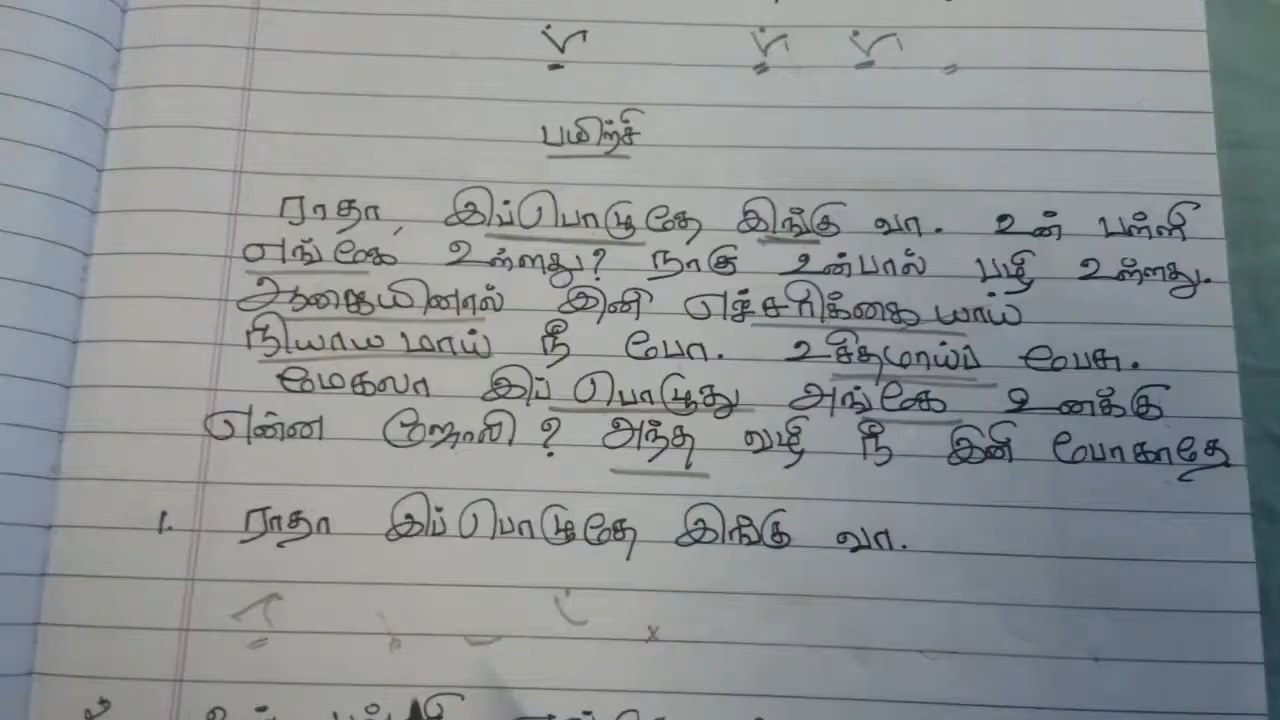 பயிற்சி
ராதா, இப்பொழுதே இங்கு வா. உன் பள்ளி
எங்கே உள்ளது? நாகு உன்பால் பழி உள்ளது.
ஆகையினால் இனி எச்சரிக்கையாய்
நியாயமாய் நீ போ. உசிதமாய்ப் பேசு.
மேகலா இப்பொழுது அங்கே உனக்கு
என்ன ஜோலி? அந்த வழி நீ இனி போகாதே
1. ராதா இப்பொழுதே இங்கு வா.